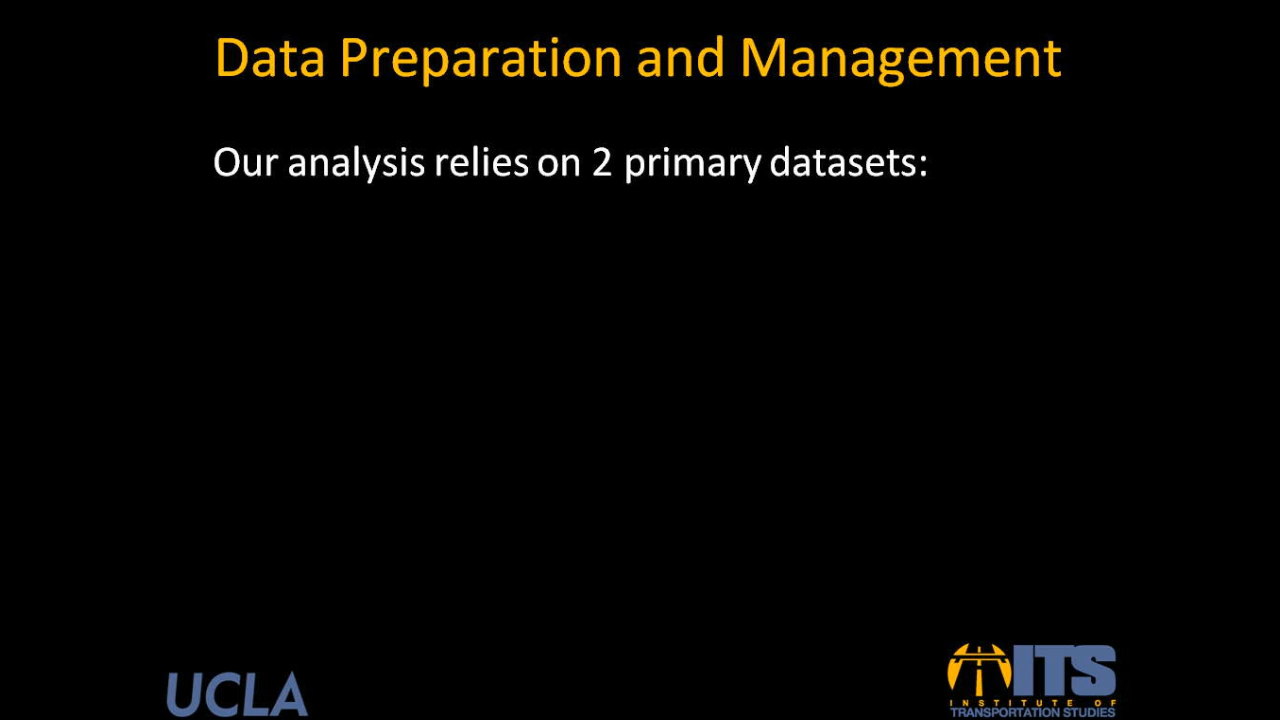 Data Preparation and Management
Our analysis relies on 2 primary datasets:
UCLA
ITS
INSTITUTE OF
TRANSPORTATION STUDIES